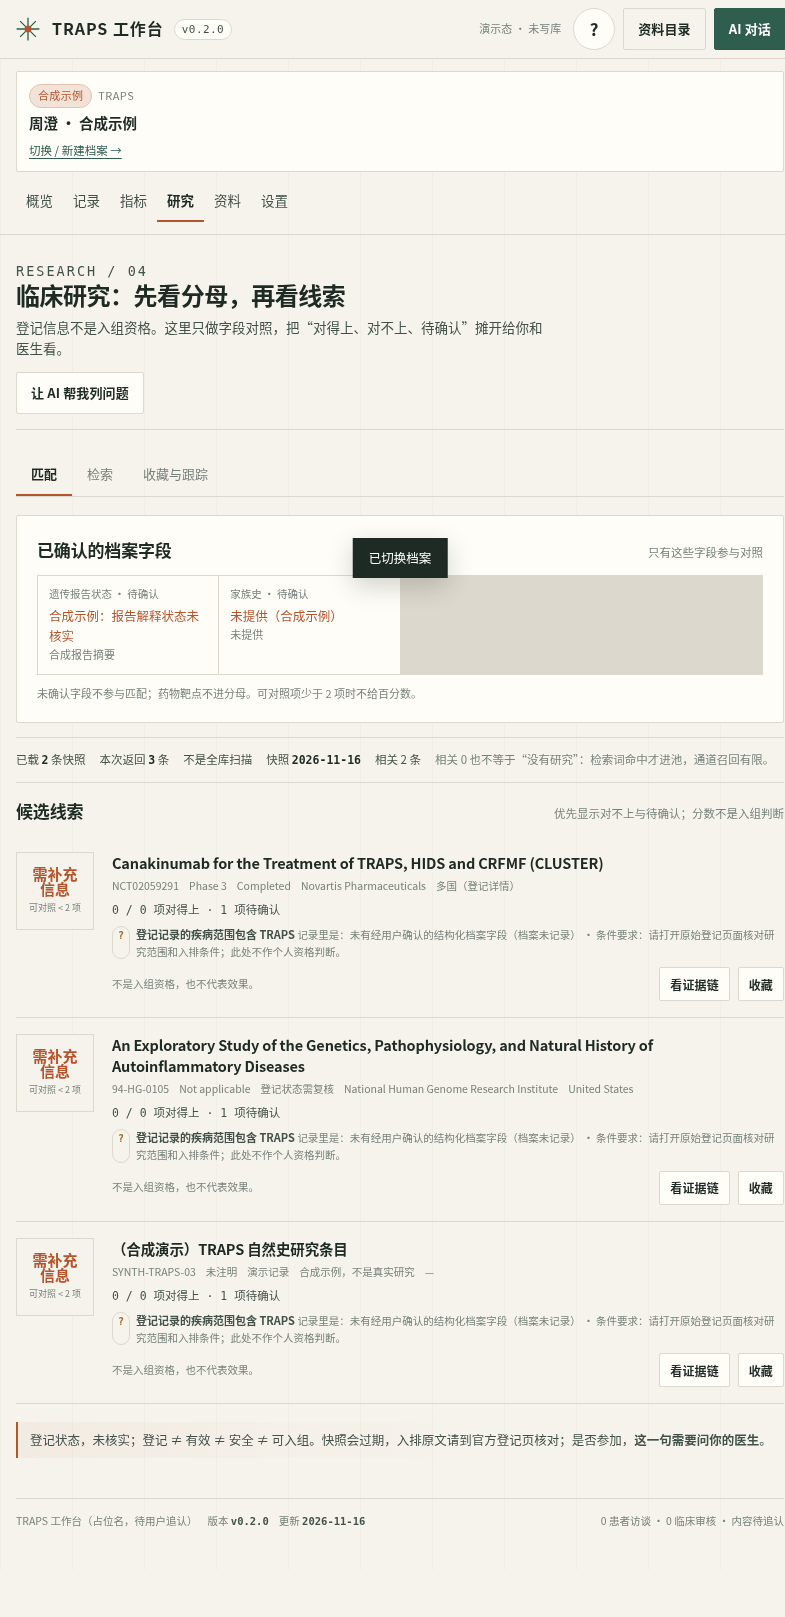 TRAPS 工作台 v0.2.0 演示态 · 未写库 ? 资料目录 AI 对话
合成示例 TRAPS
周澄 · 合成示例
切换 / 新建档案 →
概览 记录 指标 研究 资料 设置
RESEARCH / 04
临床研究：先看分母，再看线索
登记信息不是入组资格。这里只做字段对照，把“对得上、对不上、待确认”摊开给你和
医生看。
让 AI 帮我列问题
匹配 检索 收藏与跟踪
已确认的档案字段 只有这些字段参与对照
已切换档案
遗传报告状态 · 待确认
合成示例：报告解释状态未
核实
合成报告摘要
家族史 · 待确认
未提供（合成示例）
未提供
未确认字段不参与匹配；药物靶点不进分母。可对照项少于 2 项时不给百分数。
已载 2 条快照 本次返回 3 条 不是全库扫描 快照 2026-11-16 相关 2 条 相关 0 也不等于“没有研究”：检索词命中才进池，通道召回有限。
候选线索 优先显示对不上与待确认；分数不是入组判断
需补充
信息
可对照 < 2 项
Canakinumab for the Treatment of TRAPS, HIDS and CRFMF (CLUSTER)
NCT02059291 Phase 3 Completed Novartis Pharmaceuticals 多国（登记详情）
0 / 0 项对得上 · 1 项待确认
? 登记记录的疾病范围包含 TRAPS 记录里是：未有经用户确认的结构化档案字段（档案未记录） · 条件要求：请打开原始登记页面核对研
究范围和入排条件；此处不作个人资格判断。
不是入组资格，也不代表效果。 看证据链 收藏
需补充
信息
可对照 < 2 项
An Exploratory Study of the Genetics, Pathophysiology, and Natural History of
Autoinflammatory Diseases
94-HG-0105 Not applicable 登记状态需复核 National Human Genome Research Institute United States
0 / 0 项对得上 · 1 项待确认
? 登记记录的疾病范围包含 TRAPS 记录里是：未有经用户确认的结构化档案字段（档案未记录） · 条件要求：请打开原始登记页面核对研
究范围和入排条件；此处不作个人资格判断。
不是入组资格，也不代表效果。 看证据链 收藏
需补充
信息
可对照 < 2 项
（合成演示）TRAPS 自然史研究条目
SYNTH-TRAPS-03 未注明 演示记录 合成示例，不是真实研究 —
0 / 0 项对得上 · 1 项待确认
? 登记记录的疾病范围包含 TRAPS 记录里是：未有经用户确认的结构化档案字段（档案未记录） · 条件要求：请打开原始登记页面核对研
究范围和入排条件；此处不作个人资格判断。
不是入组资格，也不代表效果。 看证据链 收藏
登记状态，未核实；登记 ≠ 有效 ≠ 安全 ≠ 可入组。快照会过期，入排原文请到官方登记页核对；是否参加，这一句需要问你的医生。
TRAPS 工作台（占位名，待用户追认） 版本 v0.2.0 更新 2026-11-16 0 患者访谈 · 0 临床审核 · 内容待追认